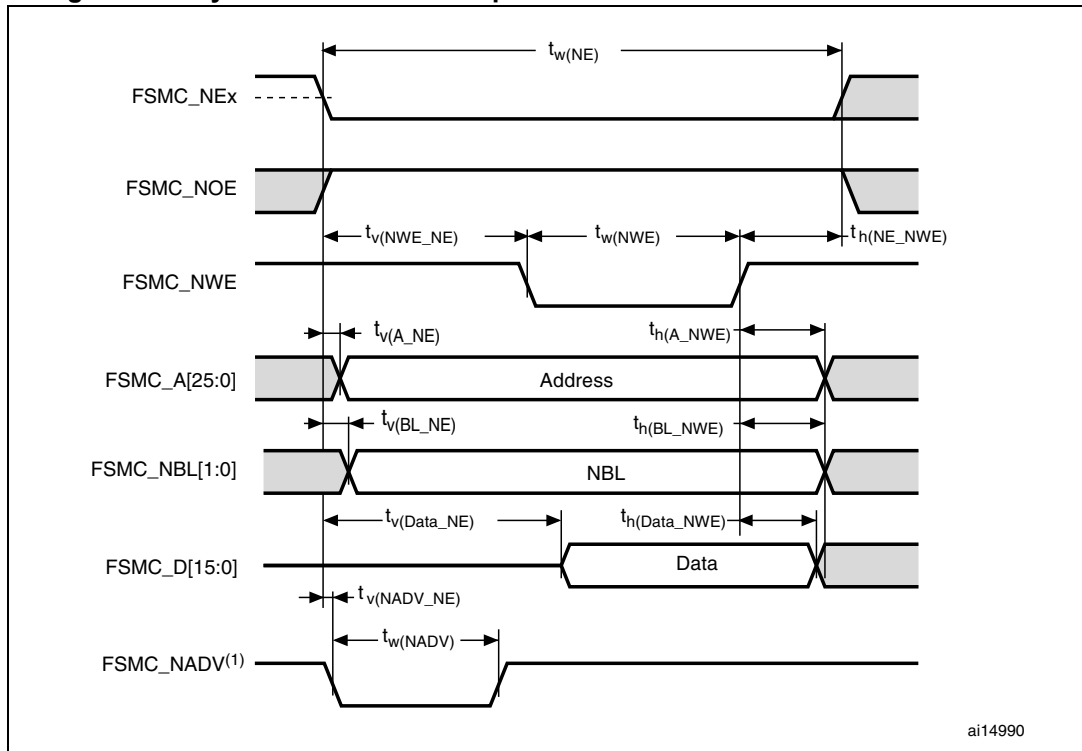 t_w(NE)
FSMC_NEx
FSMC_NOE
t_v(NWE_NE) t_w(NWE) t_h(NE_NWE)
FSMC_NWE
t_v(A_NE) t_h(A_NWE)
FSMC_A[25:0] Address
t_v(BL_NE) t_h(BL_NWE)
FSMC_NBL[1:0] NBL
t_v(Data_NE) t_h(Data_NWE)
FSMC_D[15:0] Data
t_v(NADV_NE)
t_w(NADV)
FSMC_NADV(1)
ai14990